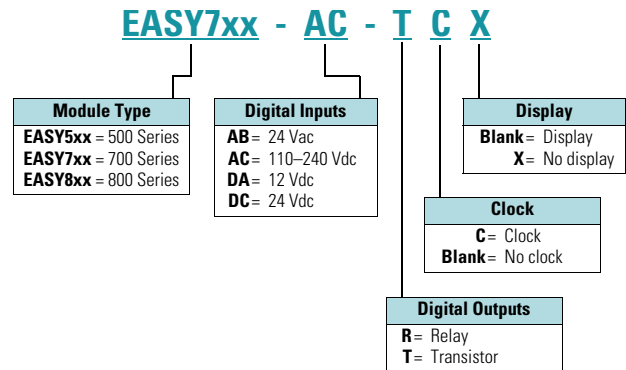 EASY7xx - AC - T C X
Module Type
EASY5xx = 500 Series
EASY7xx = 700 Series
EASY8xx = 800 Series
Digital Inputs
AB = 24 Vac
AC = 110–240 Vdc
DA = 12 Vdc
DC = 24 Vdc
Display
Blank = Display
X = No display
Clock
C = Clock
Blank = No clock
Digital Outputs
R = Relay
T = Transistor